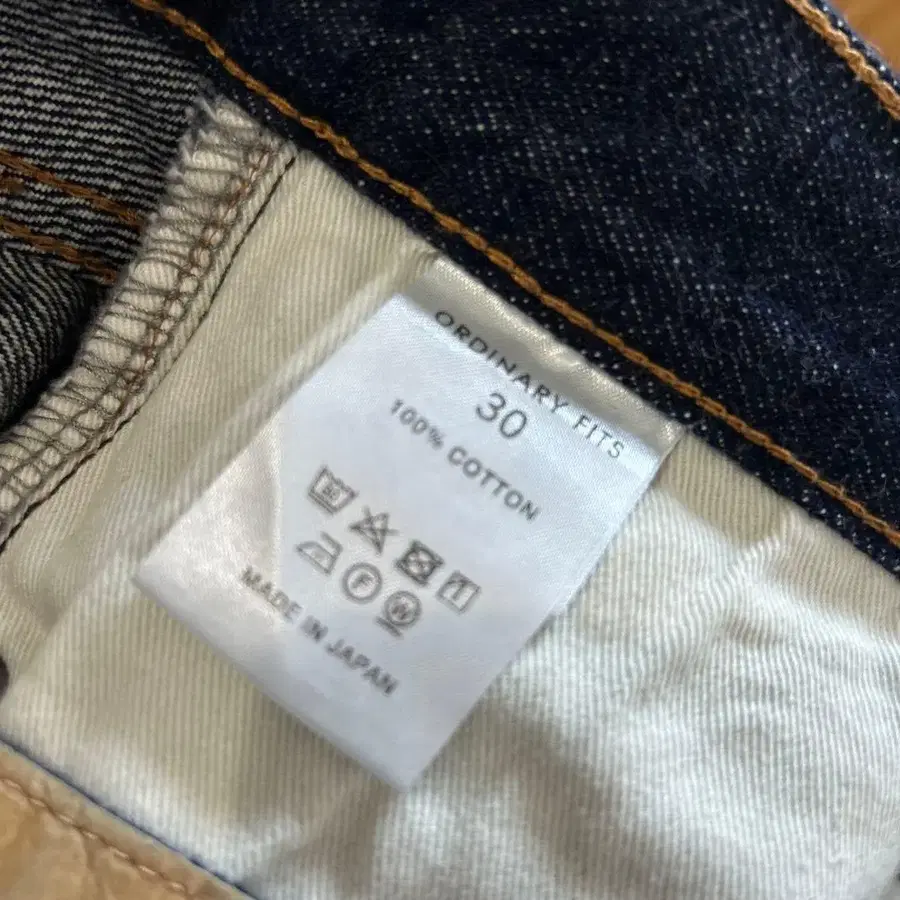 ORDINARY FITS
30
100% COTTON
F W
MADE IN JAPAN